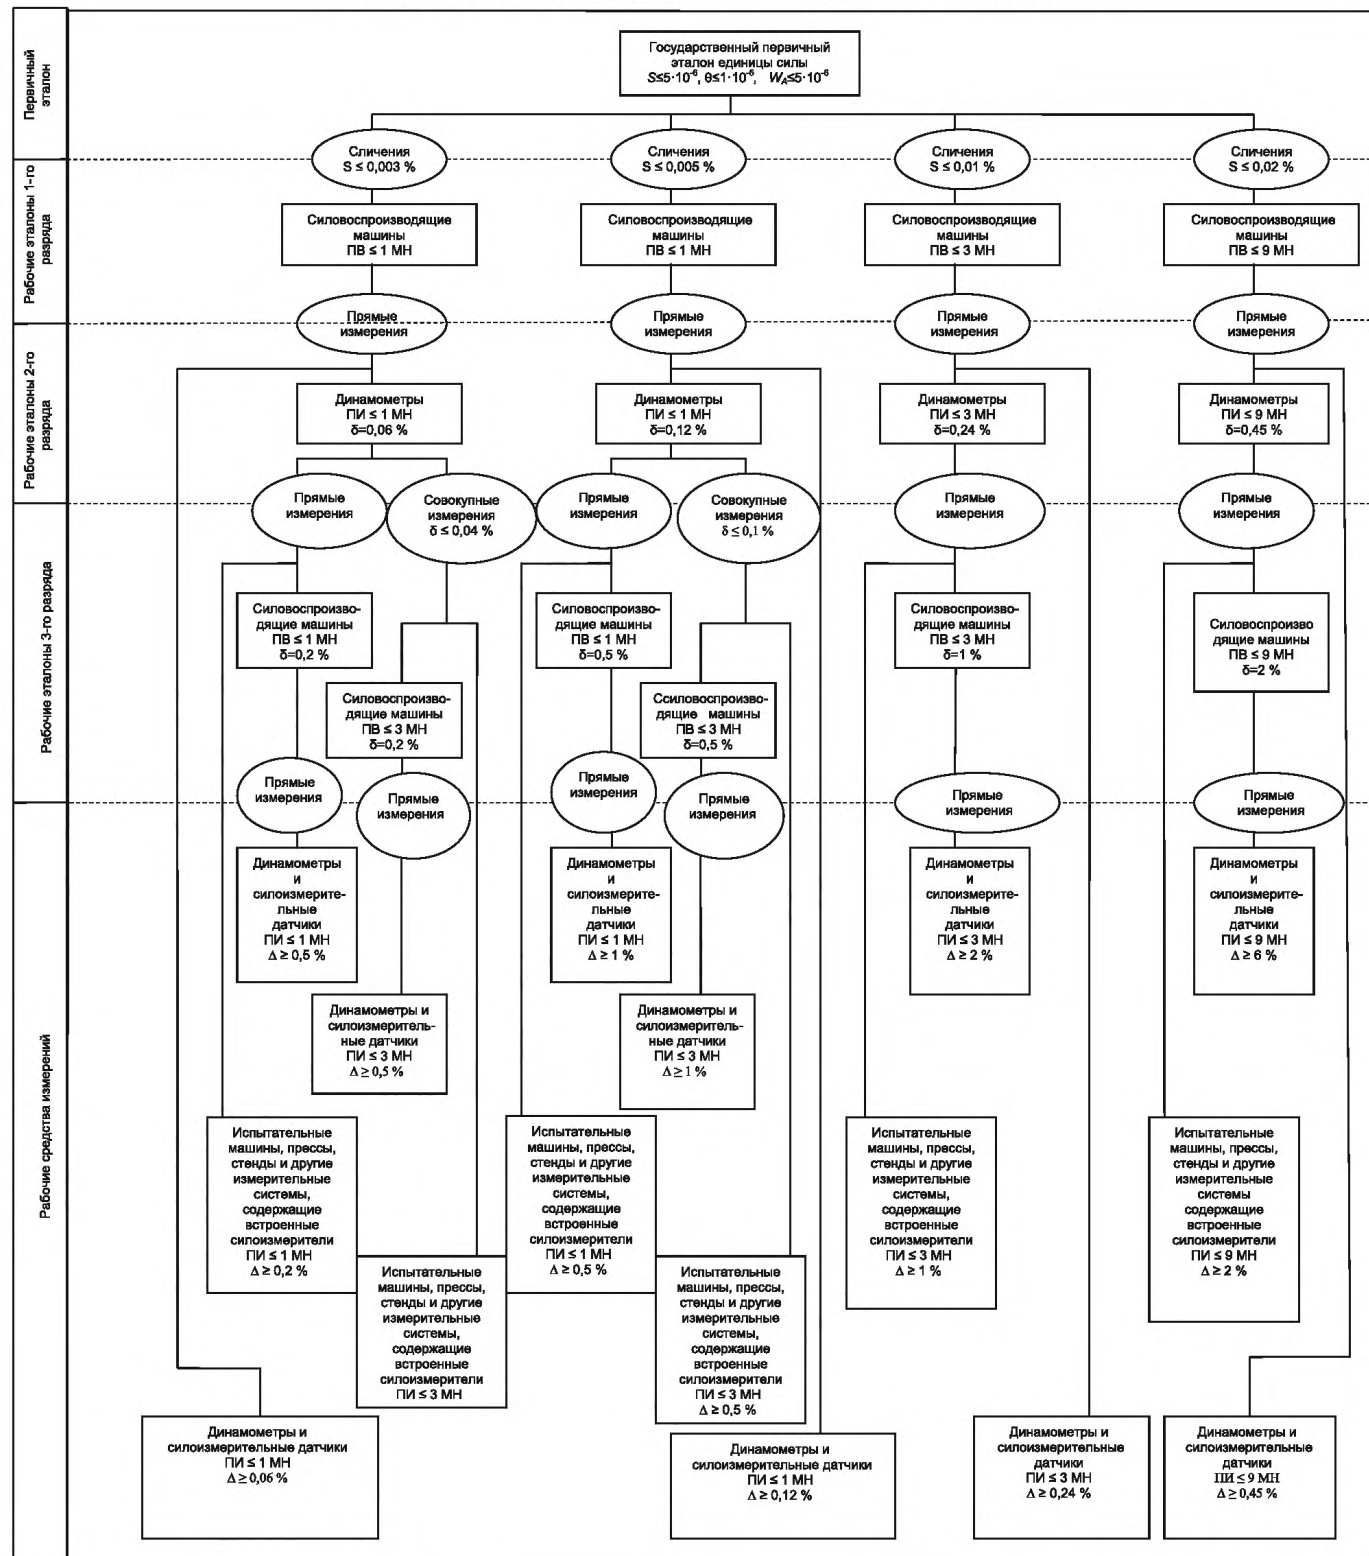 Первичный
эталон
Государственный первичный
эталон единицы силы
S≤5·10⁻⁶, θ≤1·10⁻⁶, W_A≤5·10⁻⁶
Сличения
S ≤ 0,003 %
Сличения
S ≤ 0,005 %
Сличения
S ≤ 0,01 %
Сличения
S ≤ 0,02 %
Рабочие эталоны 1-го
разряда
Силовоспроизводящие
машины
ПВ ≤ 1 МН
Силовоспроизводящие
машины
ПВ ≤ 1 МН
Силовоспроизводящие
машины
ПВ ≤ 3 МН
Силовоспроизводящие
машины
ПВ ≤ 9 МН
Прямые
измерения
Прямые
измерения
Прямые
измерения
Прямые
измерения
Рабочие эталоны 2-го
разряда
Динамометры
ПИ ≤ 1 МН
δ=0,06 %
Динамометры
ПИ ≤ 1 МН
δ=0,12 %
Динамометры
ПИ ≤ 3 МН
δ=0,24 %
Динамометры
ПИ ≤ 9 МН
δ=0,45 %
Прямые
измерения
Совокупные
измерения
δ ≤ 0,04 %
Прямые
измерения
Совокупные
измерения
δ ≤ 0,1 %
Прямые
измерения
Прямые
измерения
Рабочие эталоны 3-го разряда
Силовоспроизво-
дящие машины
ПВ ≤ 1 МН
δ=0,2 %
Силовоспроизво-
дящие машины
ПВ ≤ 1 МН
δ=0,5 %
Силовоспроизво-
дящие машины
ПВ ≤ 3 МН
δ=1 %
Силовоспроизво
дящие машины
ПВ ≤ 9 МН
δ=2 %
Силовоспроизво-
дящие машины
ПВ ≤ 3 МН
δ=0,2 %
Ссиловоспроизво-
дящие машины
ПВ ≤ 3 МН
δ=0,5 %
Прямые
измерения
Прямые
измерения
Прямые
измерения
Прямые
измерения
Прямые
измерения
Прямые
измерения
Рабочие средства измерений
Динамометры
и
силоизмерите-
льные
датчики
ПИ ≤ 1 МН
Δ ≥ 0,5 %
Динамометры
и
силоизмерите-
льные
датчики
ПИ ≤ 1 МН
Δ ≥ 1 %
Динамометры
и
силоизмерите-
льные
датчики
ПИ ≤ 3 МН
Δ ≥ 2 %
Динамометры
и
силоизмерите-
льные
датчики
ПИ ≤ 9 МН
Δ ≥ 6 %
Динамометры и
силоизмеритель-
ные датчики
ПИ ≤ 3 МН
Δ ≥ 0,5 %
Динамометры и
силоизмеритель-
ные датчики
ПИ ≤ 3 МН
Δ ≥ 1 %
Испытательные
машины, прессы,
стенды и другие
измерительные
системы,
содержащие
встроенные
силоизмерители
ПИ ≤ 1 МН
Δ ≥ 0,2 %
Испытательные
машины, прессы,
стенды и другие
измерительные
системы,
содержащие
встроенные
силоизмерители
ПИ ≤ 1 МН
Δ ≥ 0,5 %
Испытательные
машины, прессы,
стенды и другие
измерительные
системы,
содержащие
встроенные
силоизмерители
ПИ ≤ 3 МН
Δ ≥ 1 %
Испытательные
машины, прессы,
стенды и другие
измерительные
системы
содержащие
встроенные
силоизмерители
ПИ ≤ 9 МН
Δ ≥ 2 %
Испытательные
машины, прессы,
стенды и другие
измерительные
системы,
содержащие
встроенные
силоизмерители
ПИ ≤ 3 МН
Испытательные
машины, прессы,
стенды и другие
измерительные
системы,
содержащие
встроенные
силоизмерители
ПИ ≤ 3 МН
Δ ≥ 0,5 %
Динамометры и
силоизмерительные датчики
ПИ ≤ 1 МН
Δ ≥ 0,06 %
Динамометры и
силоизмерительные датчики
ПИ ≤ 1 МН
Δ ≥ 0,12 %
Динамометры и
силоизмерительные
датчики
ПИ ≤ 3 МН
Δ ≥ 0,24 %
Динамометры и
силоизмерительные
датчики
ПИ ≤ 9 МН
Δ ≥ 0,45 %